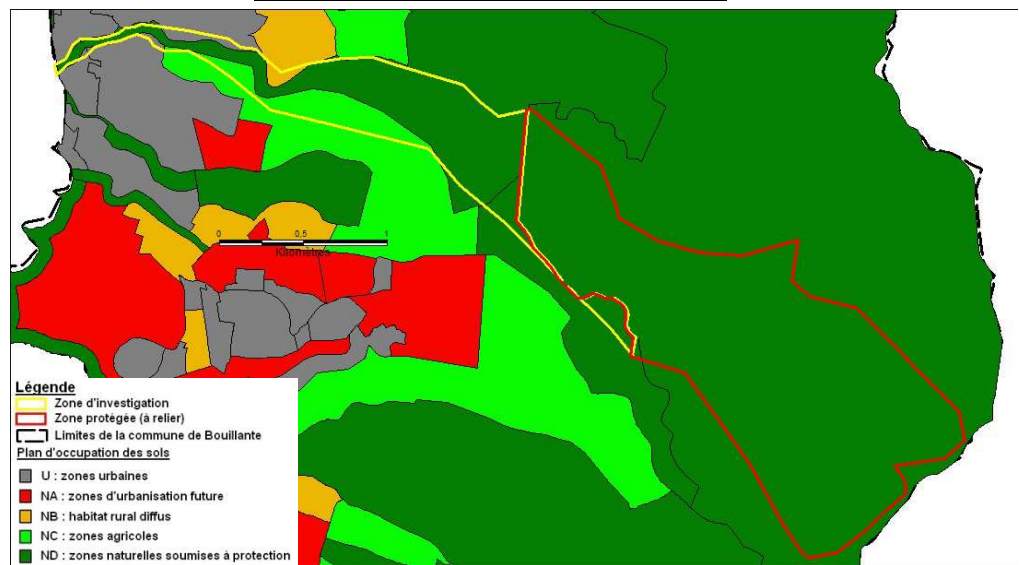 0 0,5 1
Kilomètres
Légende
Zone d'investigation
Zone protégée (à relier)
Limites de la commune de Bouillante
Plan d'occupation des sols
U : zones urbaines
NA : zones d'urbanisation future
NB : habitat rural diffus
NC : zones agricoles
ND : zones naturelles soumises à protection